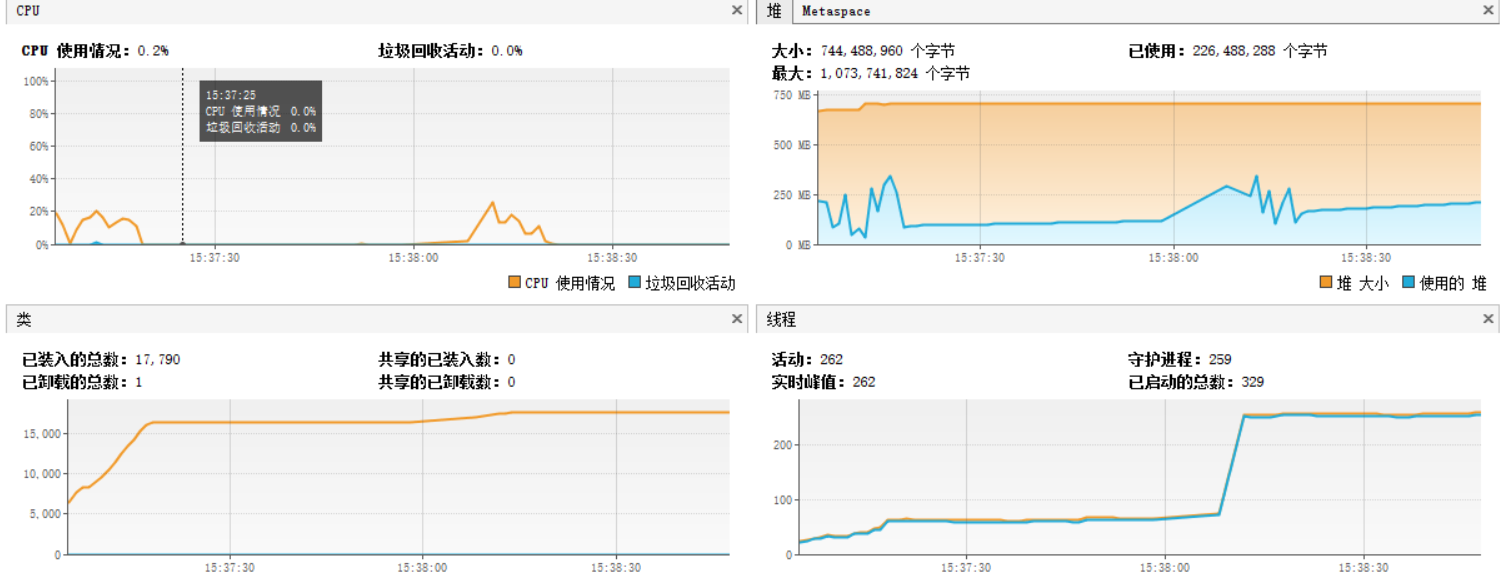 CPU
CPU 使用情况: 0.2% 垃圾回收活动: 0.0%
100%
80%
60%
40%
20%
0%
15:37:25
CPU 使用情况 0.0%
垃圾回收活动 0.0%
15:37:30 15:38:00 15:38:30
CPU 使用情况 垃圾回收活动
堆 Metaspace
大小: 744,488,960 个字节 已使用: 226,488,288 个字节
最大: 1,073,741,824 个字节
750 MB
500 MB
250 MB
0 MB
15:37:30 15:38:00 15:38:30
堆 大小 使用的 堆
类
已装入的总数: 17,790 共享的已装入数: 0
已卸载的总数: 1 共享的已卸载数: 0
15,000
10,000
5,000
0
15:37:30 15:38:00 15:38:30
线程
活动: 262 守护进程: 259
实时峰值: 262 已启动的总数: 329
200
100
0
15:37:30 15:38:00 15:38:30